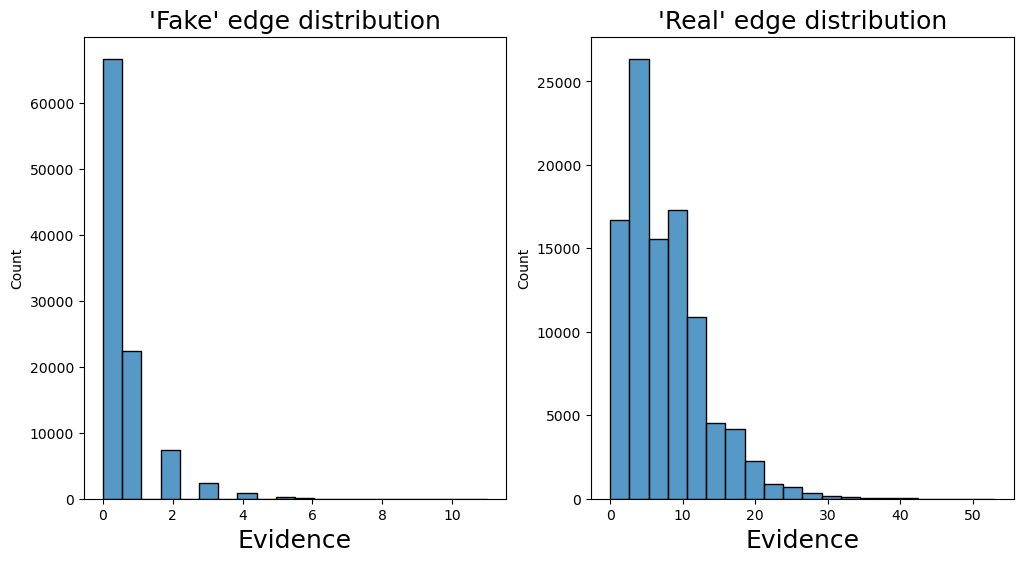 'Fake' edge distribution
Count
60000
50000
40000
30000
20000
10000
0
0 2 4 6 8 10
Evidence
'Real' edge distribution
Count
25000
20000
15000
10000
5000
0
0 10 20 30 40 50
Evidence